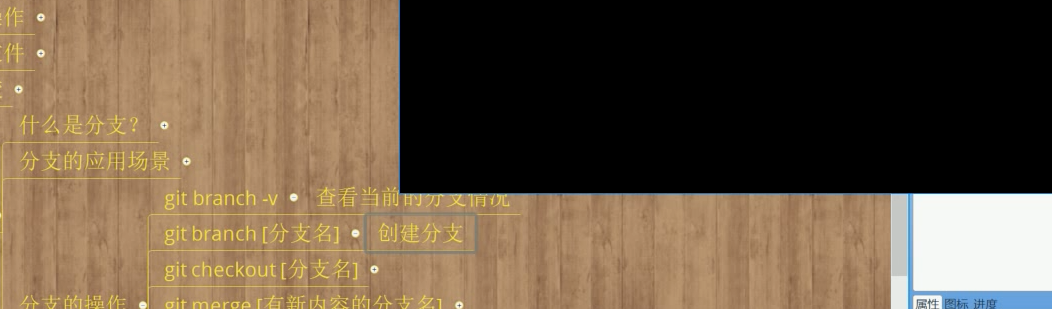 作
件
什么是分支?
分支的应用场景
git branch -v 查看当前的分支情况
git branch [分支名] 创建分支
git checkout [分支名]
分支的操作 git merge [有新内容的分支名]
属性 图标 进度